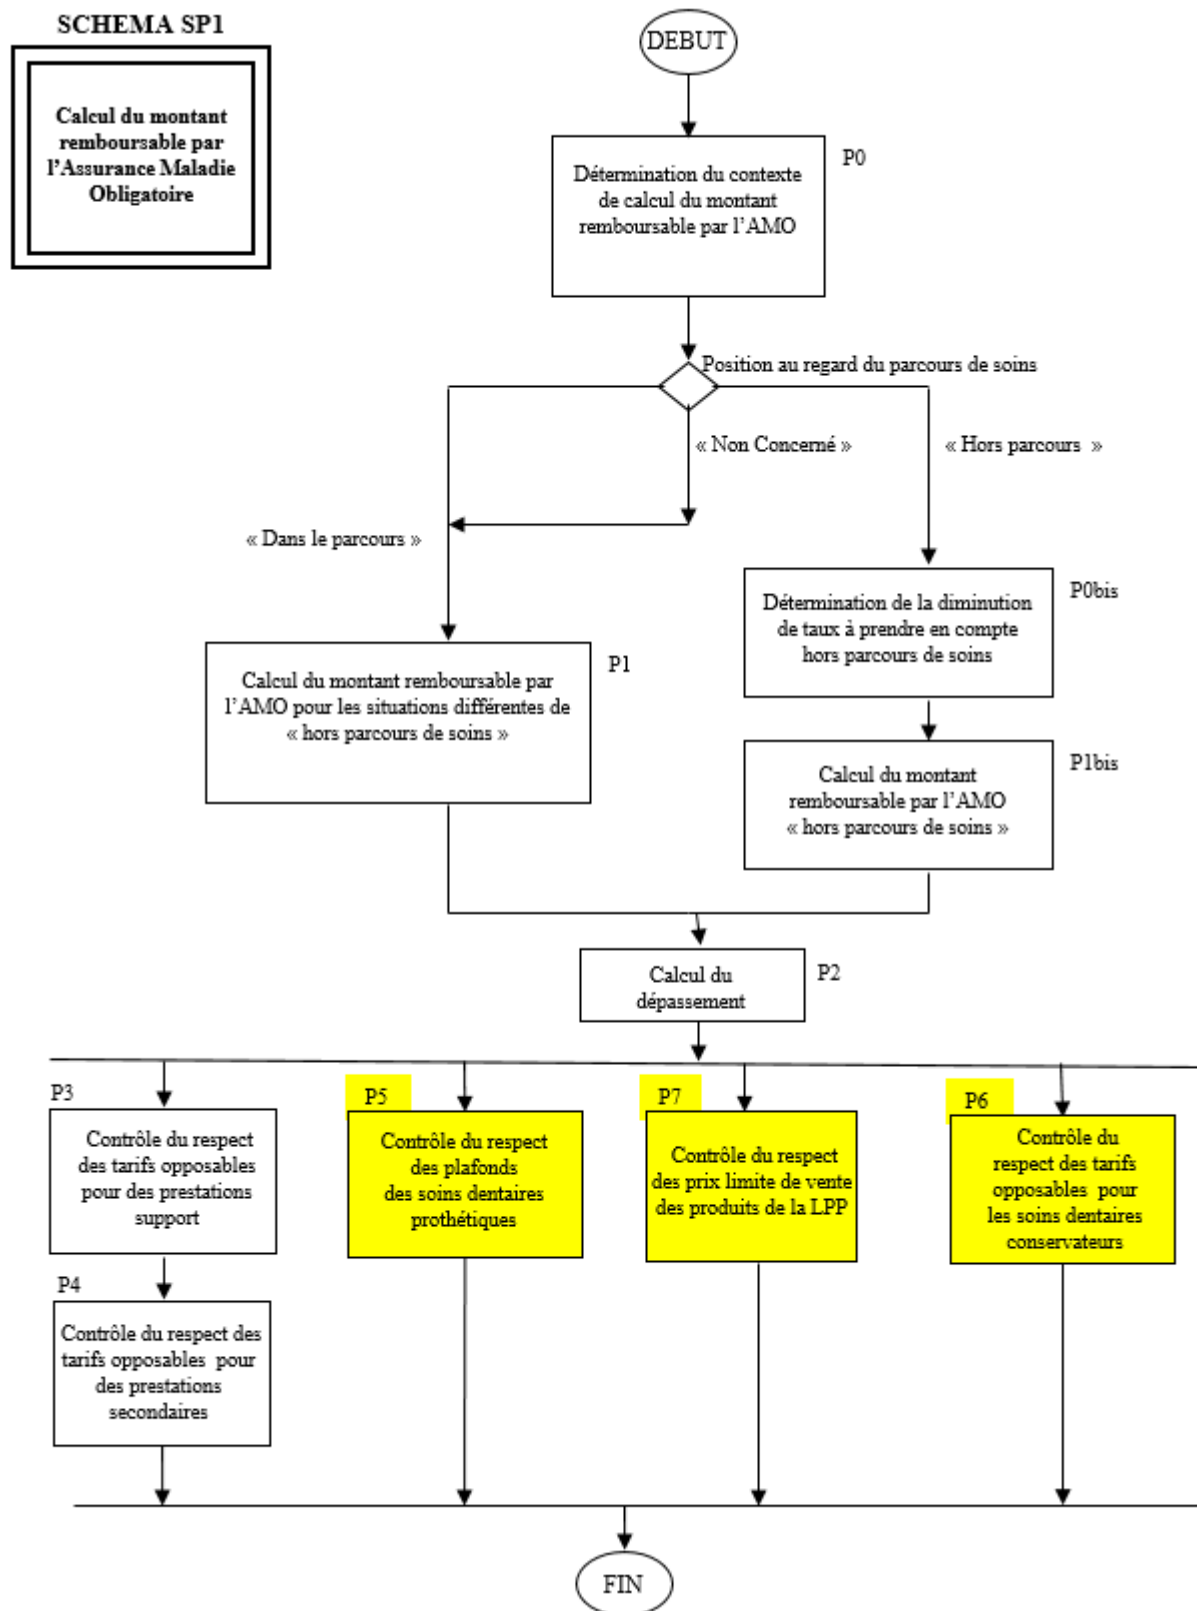 SCHEMA SP1
Calcul du montant
remboursable par
l'Assurance Maladie
Obligatoire
DEBUT
P0
Détermination du contexte
de calcul du montant
remboursable par l'AMO
Position au regard du parcours de soins
« Non Concerné »
« Hors parcours »
« Dans le parcours »
P0bis
Détermination de la diminution
de taux à prendre en compte
hors parcours de soins
P1
Calcul du montant remboursable par
l'AMO pour les situations différentes de
« hors parcours de soins »
P1bis
Calcul du montant
remboursable par l'AMO
« hors parcours de soins »
P2
Calcul du
dépassement
P3
Contrôle du respect
des tarifs opposables
pour des prestations
support
P5
Contrôle du respect
des plafonds
des soins dentaires
prothétiques
P7
Contrôle du respect
des prix limite de vente
des produits de la LPP
P6
Contrôle du
respect des tarifs
opposables pour
les soins dentaires
conservateurs
P4
Contrôle du respect des
tarifs opposables pour
des prestations
secondaires
FIN